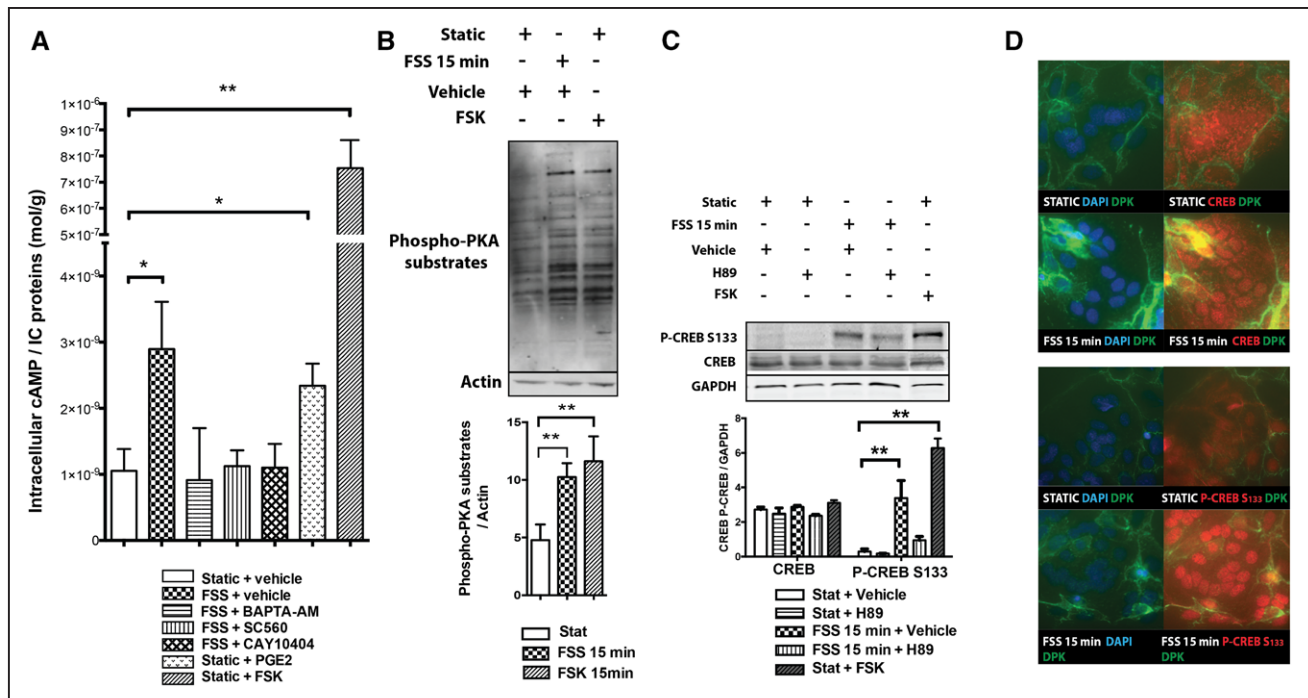 A
Intracellular cAMP / IC proteins (mol/g)
1×10⁻⁶
9×10⁻⁷
8×10⁻⁷
7×10⁻⁷
6×10⁻⁷
5×10⁻⁷
4×10⁻⁹
3×10⁻⁹
2×10⁻⁹
1×10⁻⁹
0
**
*
*
Static + vehicle
FSS + vehicle
FSS + BAPTA-AM
FSS + SC560
FSS + CAY10404
Static + PGE2
Static + FSK
B
Static + - +
FSS 15 min - + -
Vehicle + + -
FSK - - +
Phospho-PKA
substrates
Actin
Phospho-PKA substrates
/ Actin
15
10
5
0
**
**
Stat
FSS 15 min
FSK 15min
C
Static + + - - -
FSS 15 min - - + + -
Vehicle + - + - -
H89 - + - + -
FSK - - - - +
P-CREB S133
CREB
GAPDH
CREB P-CREB / GAPDH
8
6
4
2
0
**
**
CREB P-CREB S133
Stat + Vehicle
Stat + H89
FSS 15 min + Vehicle
FSS 15 min + H89
Stat + FSK
D
STATIC DAPI DPK
STATIC CREB DPK
FSS 15 min DAPI DPK
FSS 15 min CREB DPK
STATIC DAPI DPK
STATIC P-CREB S133 DPK
FSS 15 min DAPI
DPK
FSS 15 min P-CREB S133
DPK